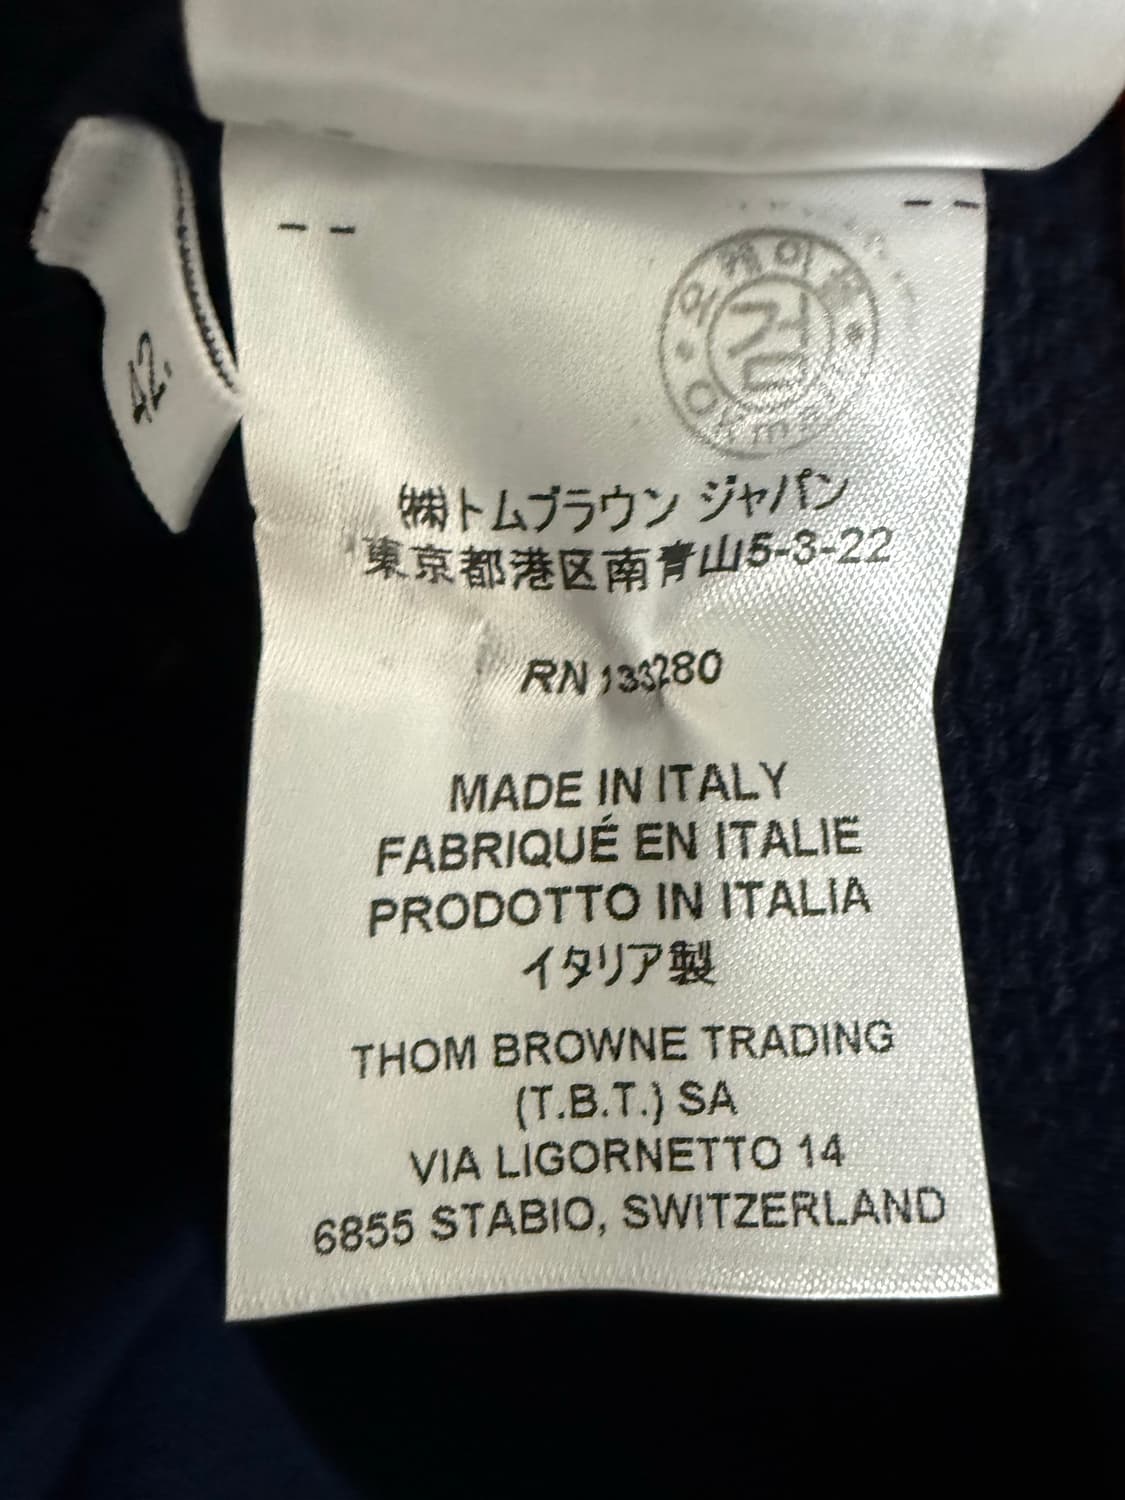 42.
㈱トムブラウン ジャパン
東京都港区南青山5-3-22
RN 133280
MADE IN ITALY
FABRIQUÉ EN ITALIE
PRODOTTO IN ITALIA
イタリア製
THOM BROWNE TRADING
(T.B.T.) SA
VIA LIGORNETTO 14
6855 STABIO, SWITZERLAND